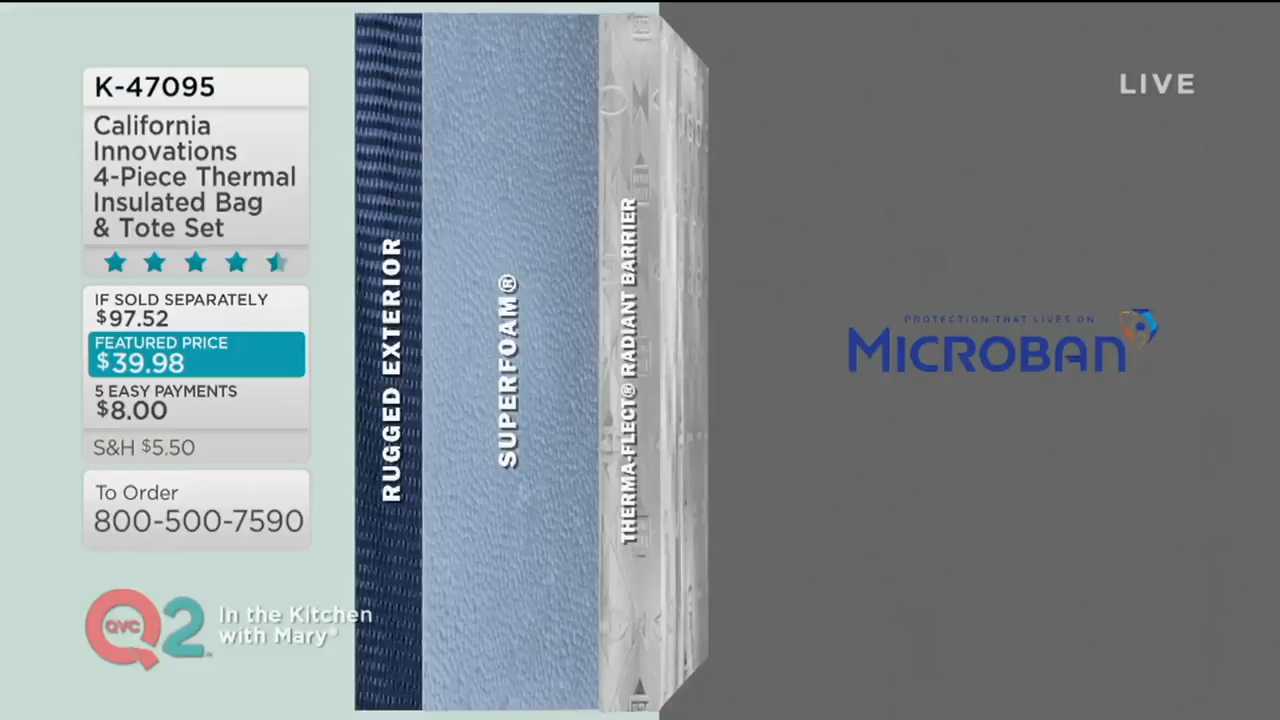 K-47095
California
Innovations
4-Piece Thermal
Insulated Bag
& Tote Set
IF SOLD SEPARATELY
$97.52
FEATURED PRICE
$39.98
5 EASY PAYMENTS
$8.00
S&H $5.50
To Order
800-500-7590
QVC 2™
In the Kitchen
with Mary®
RUGGED EXTERIOR
SUPERFOAM®
THERMA-FLECT® RADIANT BARRIER
LIVE
PROTECTION THAT LIVES ON
MICROBAN